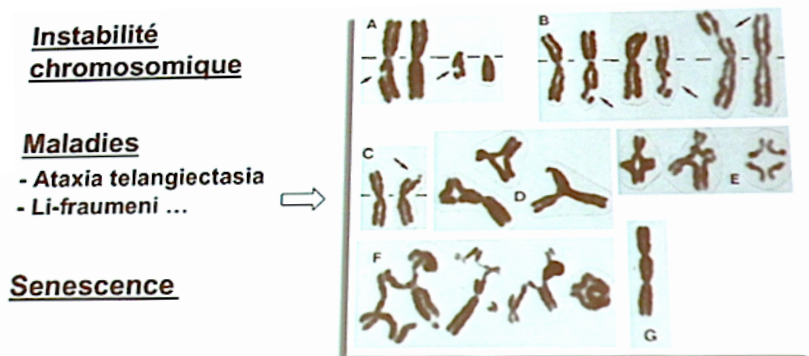 Instabilité
chromosomique
Maladies
- Ataxia telangiectasia
- Li-fraumeni ...
Senescence
A
B
C
D
E
F
G